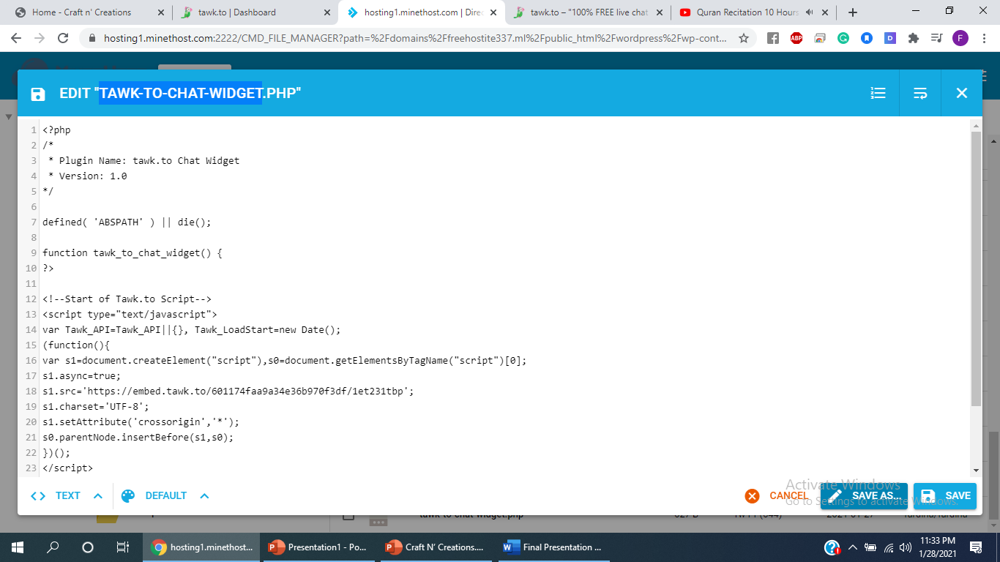 Home - Craft n' Creations
tawk.to | Dashboard
hosting1.minethost.com | Direc
tawk.to – "100% FREE live chat
Quran Recitation 10 Hours
hosting1.minethost.com:2222/CMD_FILE_MANAGER?path=%2Fdomains%2Ffreehostite337.ml%2Fpublic_html%2Fwordpress%2Fwp-cont...
ABP
F
EDIT "TAWK-TO-CHAT-WIDGET.PHP"
1 <?php
2 /*
3  * Plugin Name: tawk.to Chat Widget
4  * Version: 1.0
5 */
6
7 defined( 'ABSPATH' ) || die();
8
9 function tawk_to_chat_widget() {
10 ?>
11
12 <!--Start of Tawk.to Script-->
13 <script type="text/javascript">
14 var Tawk_API=Tawk_API||{}, Tawk_LoadStart=new Date();
15 (function(){
16 var s1=document.createElement("script"),s0=document.getElementsByTagName("script")[0];
17 s1.async=true;
18 s1.src='https://embed.tawk.to/601174faa9a34e36b970f3df/1et231tbp';
19 s1.charset='UTF-8';
20 s1.setAttribute('crossorigin','*');
21 s0.parentNode.insertBefore(s1,s0);
22 })();
23 </script>
Activate Windows
Go to Settings to activate Windows.
TEXT
DEFAULT
CANCEL
SAVE AS...
SAVE
hosting1.minethost...
Presentation1 - Po...
Craft N' Creations....
Final Presentation ...
11:33 PM
1/28/2021